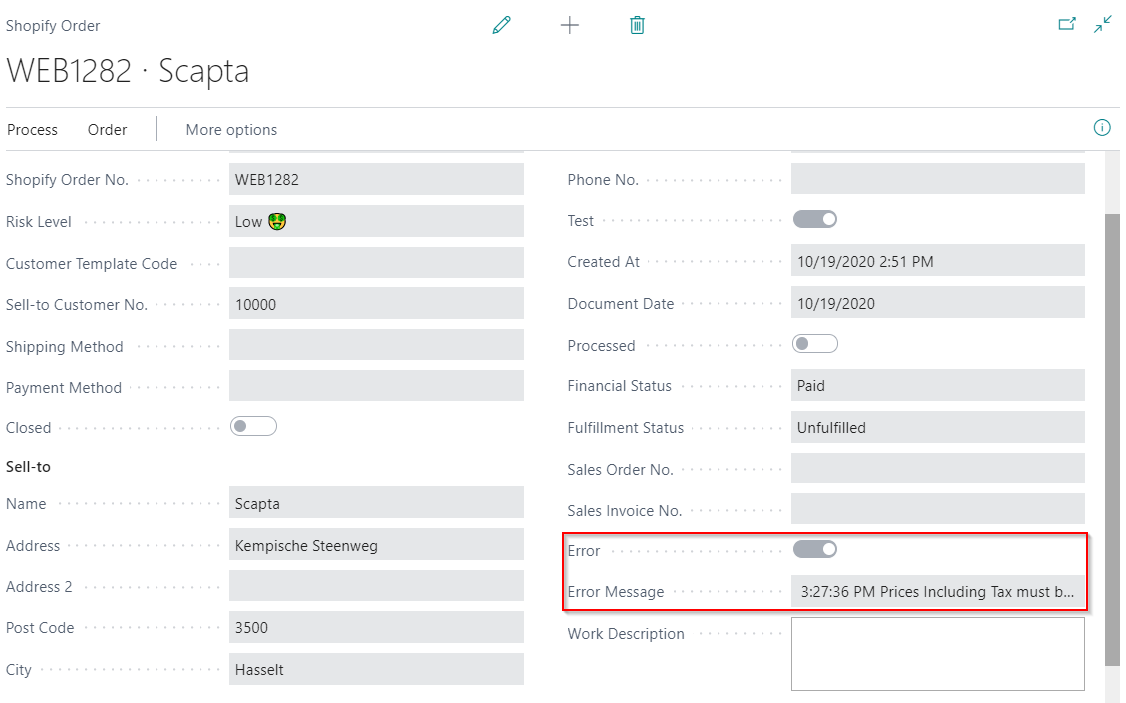 Shopify Order
WEB1282 · Scapta
Process Order More options
Shopify Order No. WEB1282
Risk Level Low 🤑
Customer Template Code
Sell-to Customer No. 10000
Shipping Method
Payment Method
Closed
Sell-to
Name Scapta
Address Kempische Steenweg
Address 2
Post Code 3500
City Hasselt
Phone No.
Test
Created At 10/19/2020 2:51 PM
Document Date 10/19/2020
Processed
Financial Status Paid
Fulfillment Status Unfulfilled
Sales Order No.
Sales Invoice No.
Error
Error Message 3:27:36 PM Prices Including Tax must b...
Work Description